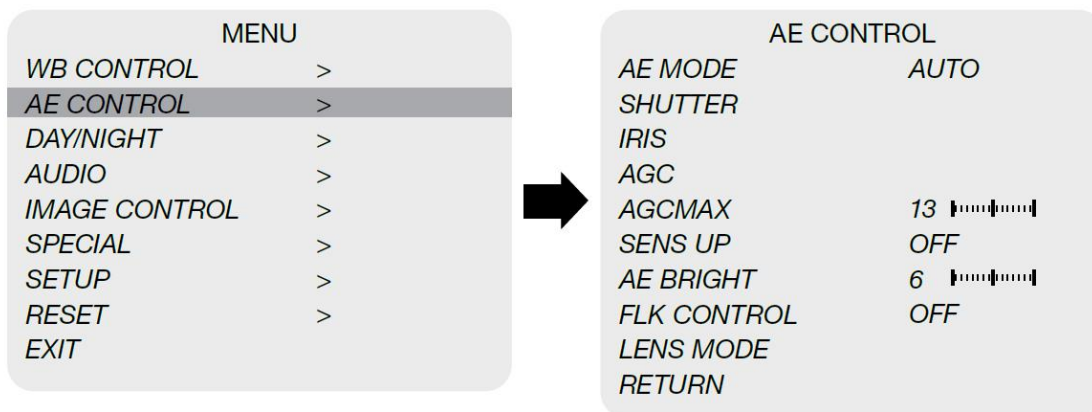 MENU
WB CONTROL >
AE CONTROL >
DAY/NIGHT >
AUDIO >
IMAGE CONTROL >
SPECIAL >
SETUP >
RESET >
EXIT
AE CONTROL
AE MODE AUTO
SHUTTER
IRIS
AGC
AGCMAX 13
SENS UP OFF
AE BRIGHT 6
FLK CONTROL OFF
LENS MODE
RETURN